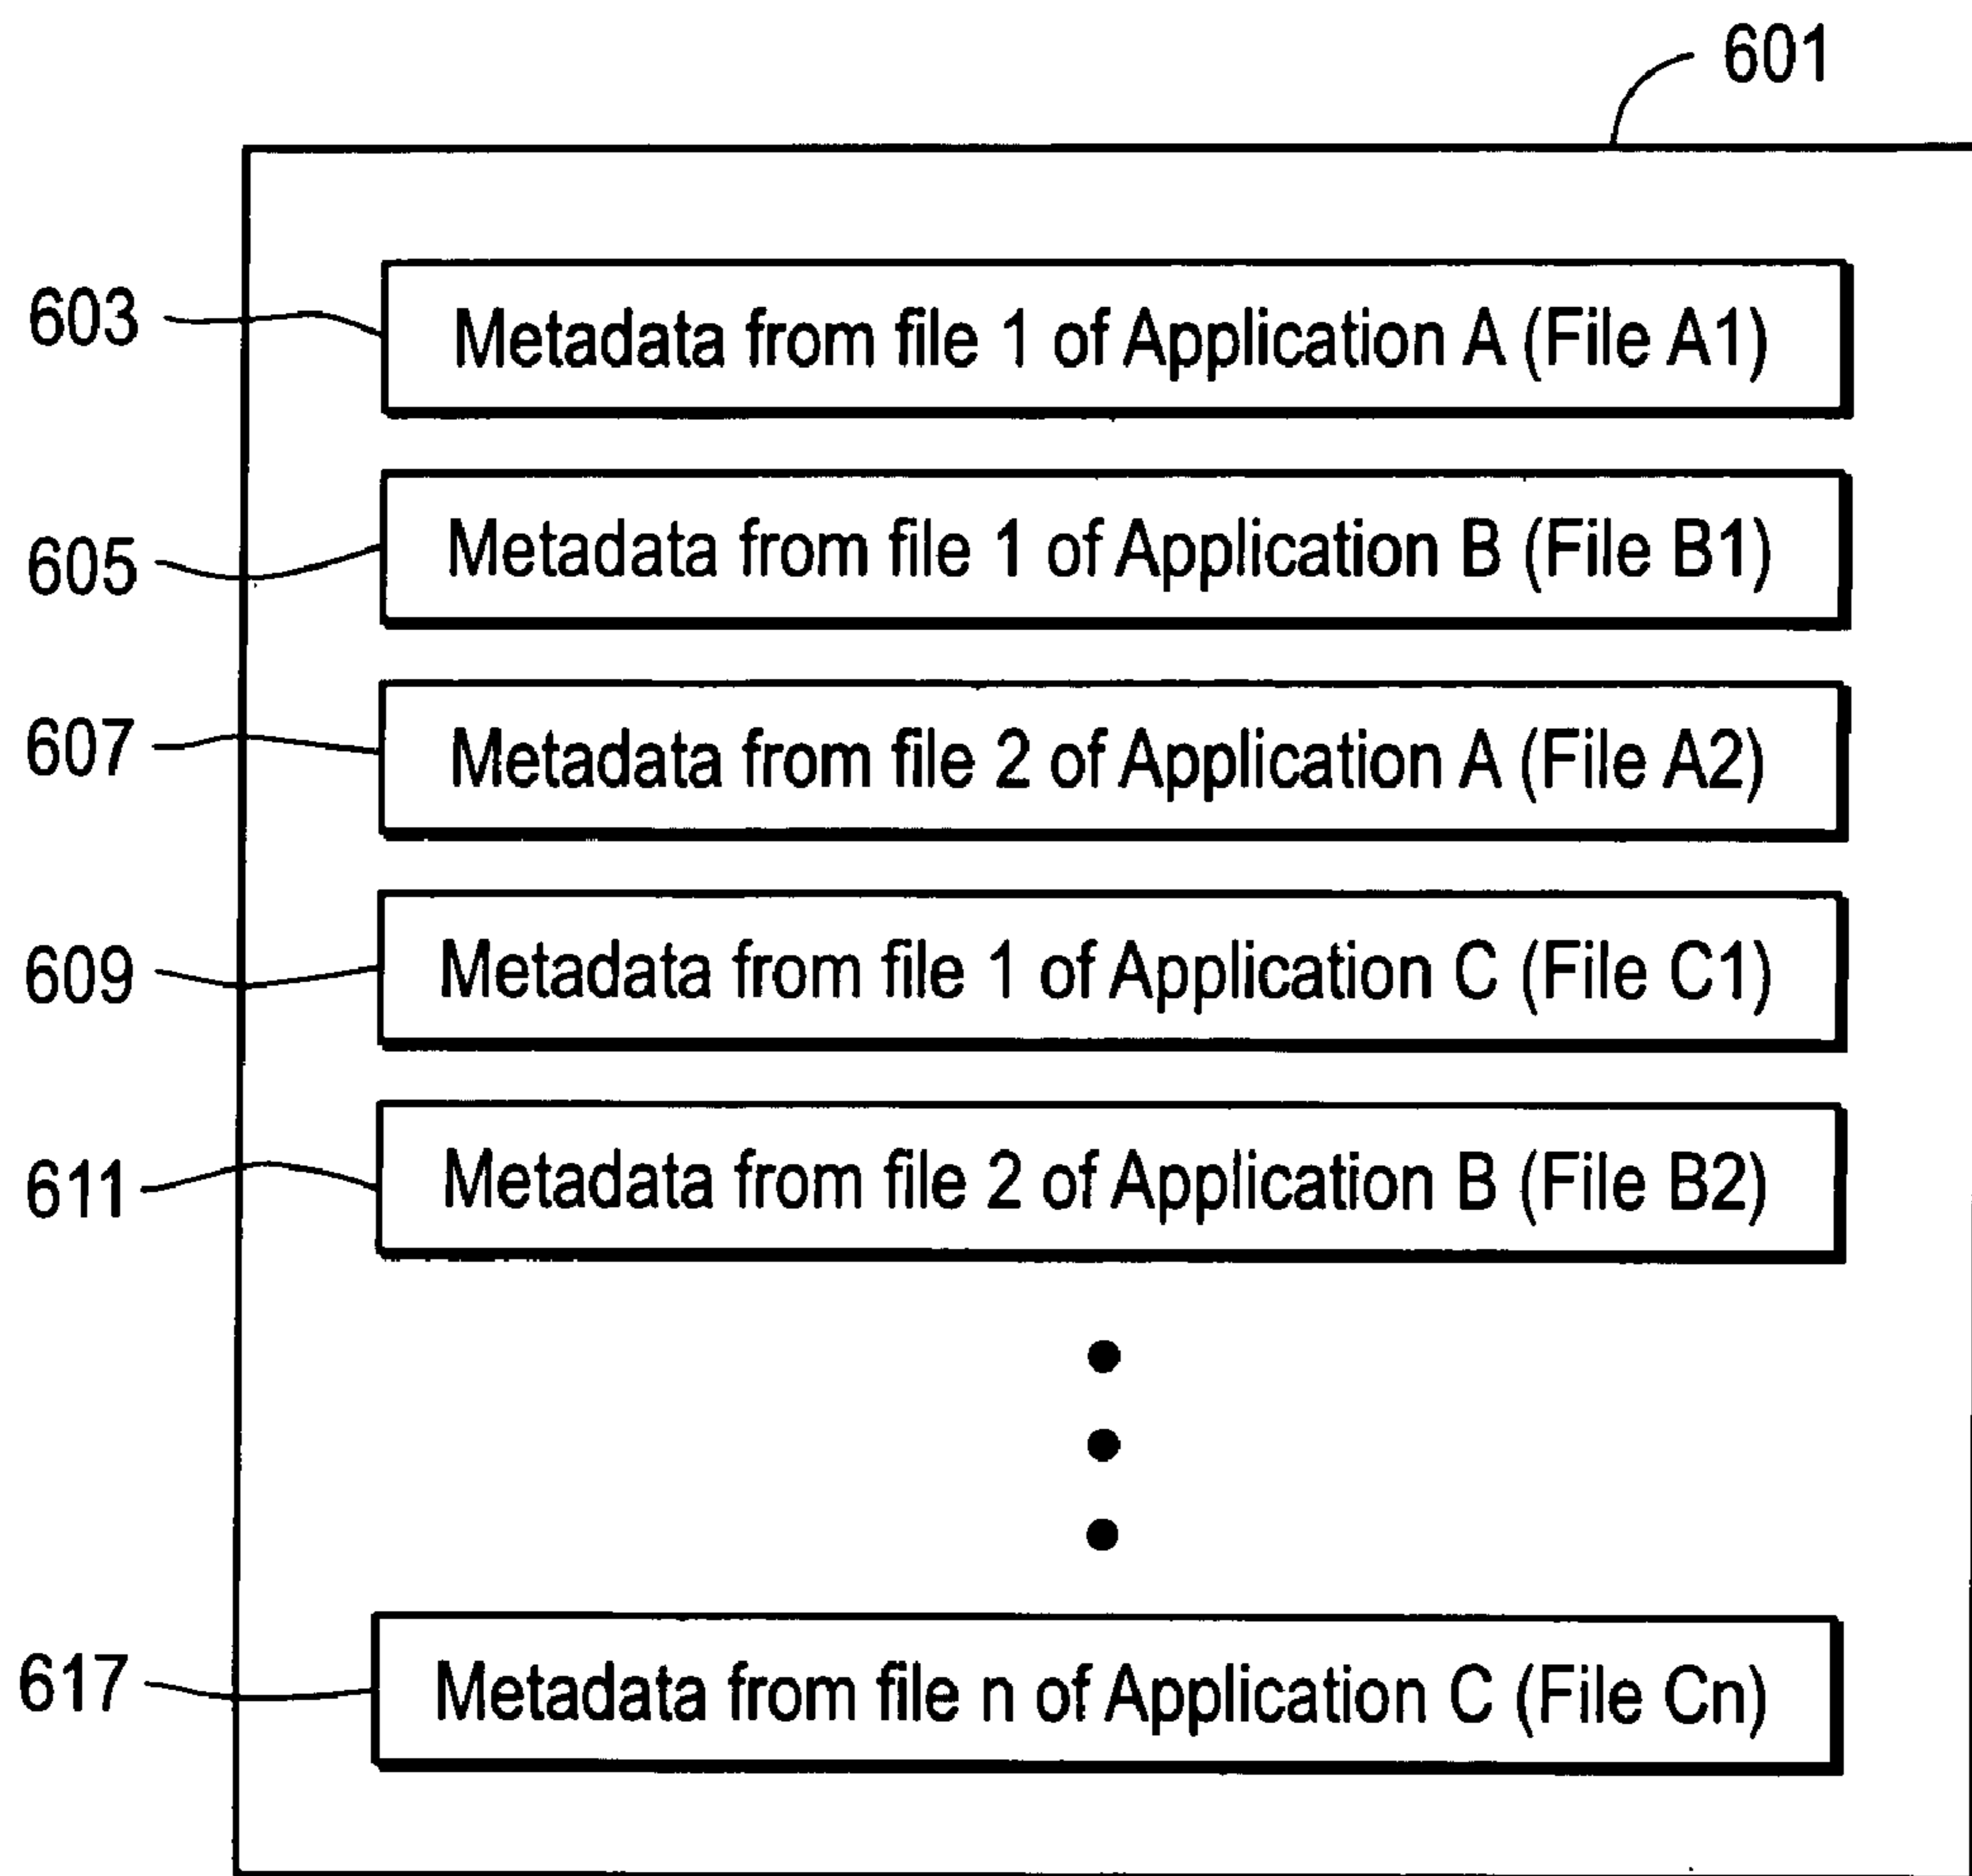 601
603 Metadata from file 1 of Application A (File A1)
605 Metadata from file 1 of Application B (File B1)
607 Metadata from file 2 of Application A (File A2)
609 Metadata from file 1 of Application C (File C1)
611 Metadata from file 2 of Application B (File B2)
617 Metadata from file n of Application C (File Cn)